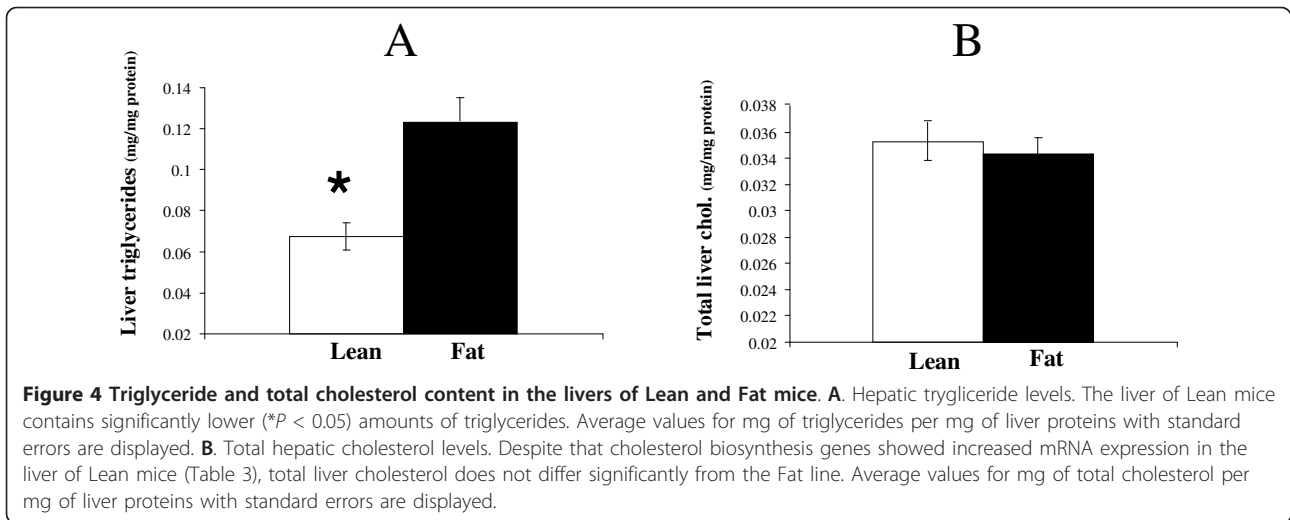 A
B
Liver triglycerides (mg/mg protein)
0.14
0.12
0.1
0.08
0.06
0.04
0.02
*
Lean
Fat
Total liver chol. (mg/mg protein)
0.038
0.036
0.034
0.032
0.03
0.028
0.026
0.024
0.022
0.02
Lean
Fat
Figure 4 Triglyceride and total cholesterol content in the livers of Lean and Fat mice. A. Hepatic trygliceride levels. The liver of Lean mice
contains significantly lower (*P < 0.05) amounts of triglycerides. Average values for mg of triglycerides per mg of liver proteins with standard
errors are displayed. B. Total hepatic cholesterol levels. Despite that cholesterol biosynthesis genes showed increased mRNA expression in the
liver of Lean mice (Table 3), total liver cholesterol does not differ significantly from the Fat line. Average values for mg of total cholesterol per
mg of liver proteins with standard errors are displayed.